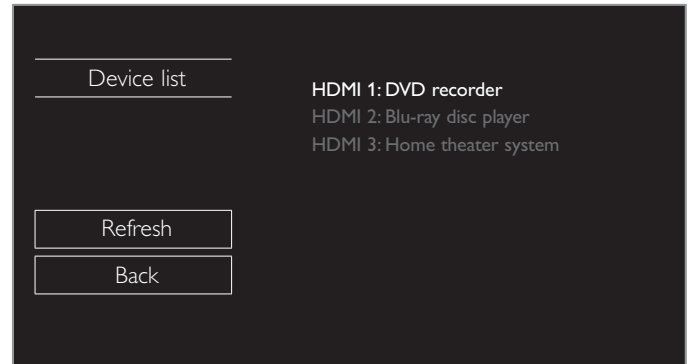 Device list
HDMI 1: DVD recorder
HDMI 2: Blu-ray disc player
HDMI 3: Home theater system
Refresh
Back